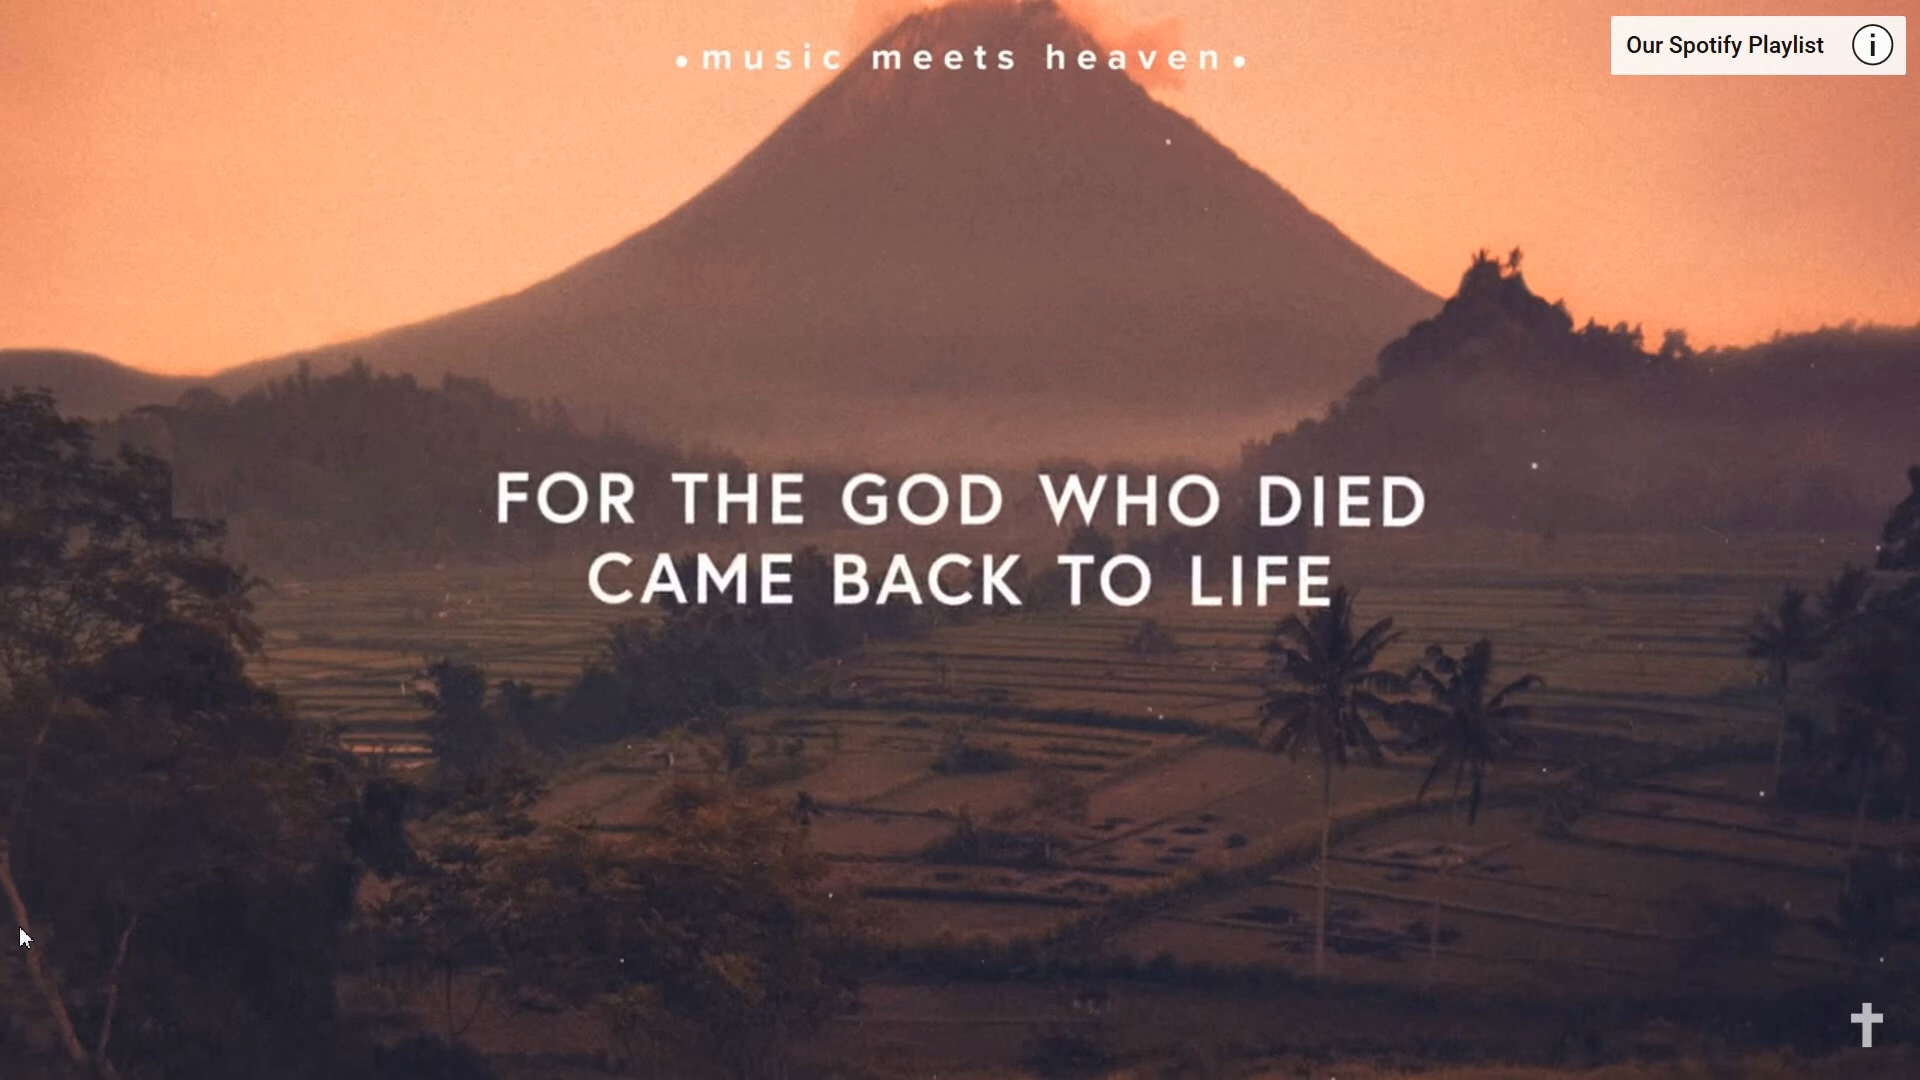 •music meets heaven•
Our Spotify Playlist
FOR THE GOD WHO DIED
CAME BACK TO LIFE